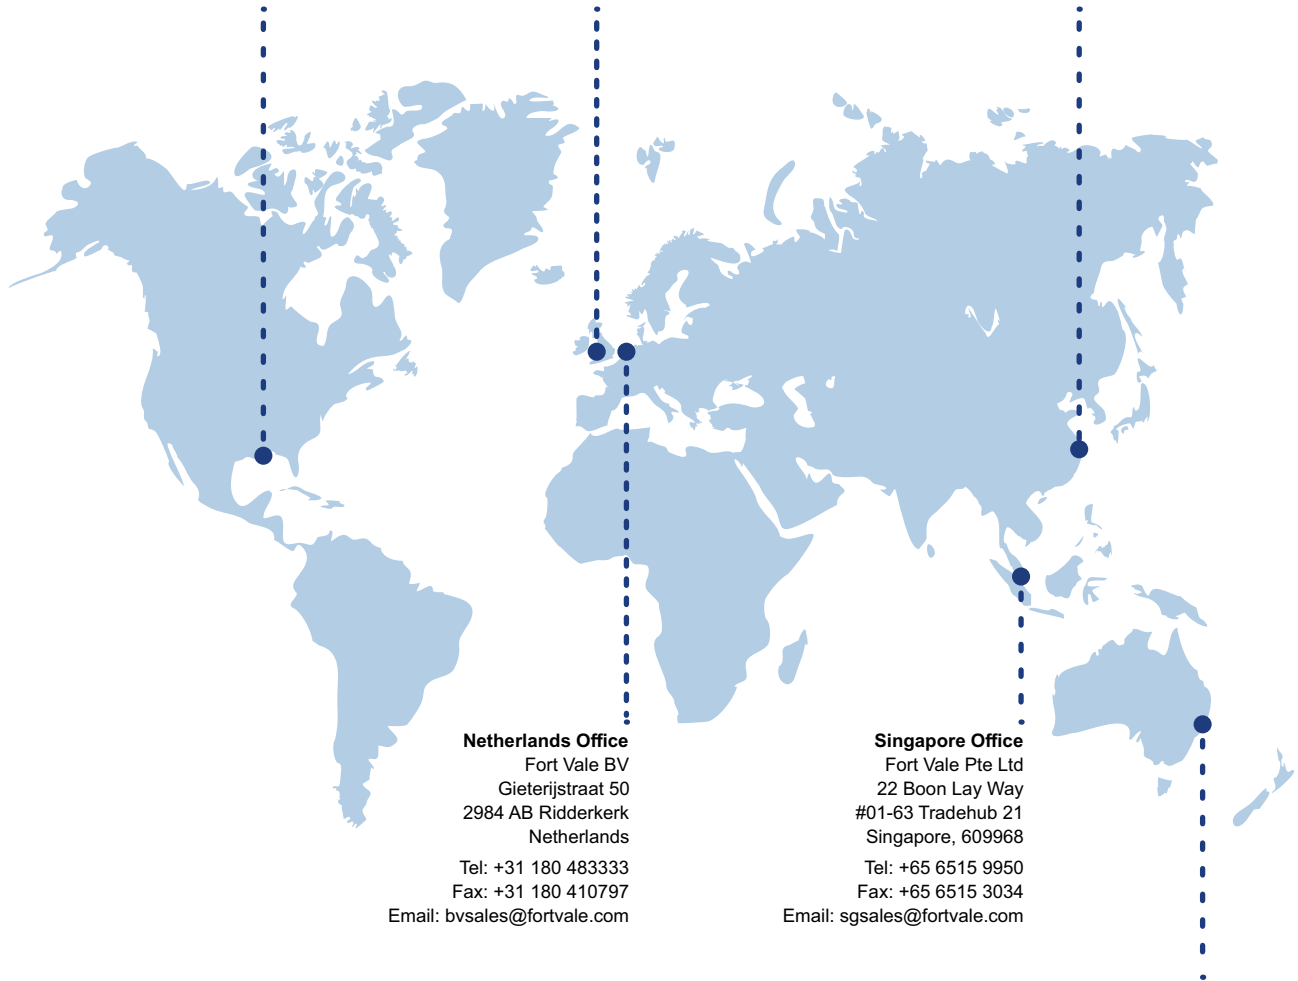 Netherlands Office
Fort Vale BV
Gieterijstraat 50
2984 AB Ridderkerk
Netherlands
Tel: +31 180 483333
Fax: +31 180 410797
Email: bvsales@fortvale.com
Singapore Office
Fort Vale Pte Ltd
22 Boon Lay Way
#01-63 Tradehub 21
Singapore, 609968
Tel: +65 6515 9950
Fax: +65 6515 3034
Email: sgsales@fortvale.com